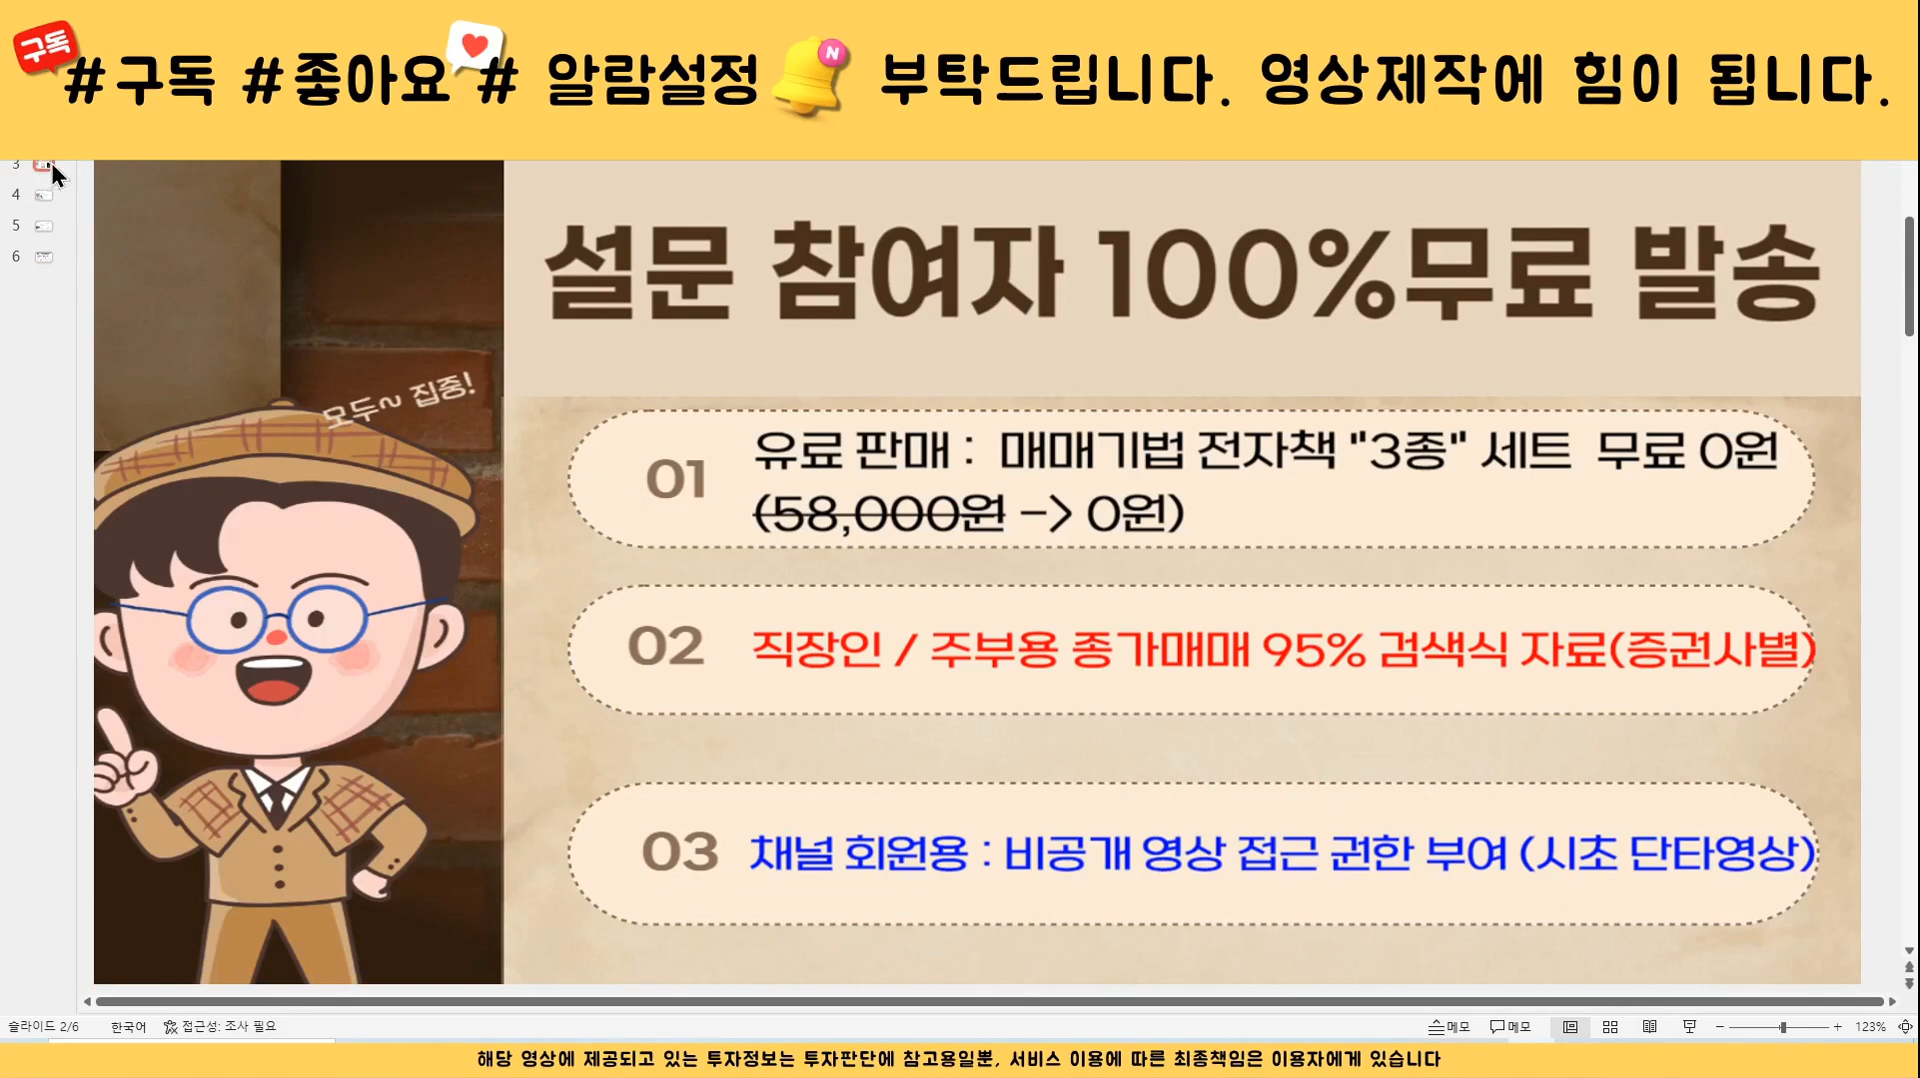 구독
#구독 #좋아요 # 알람설정 N 부탁드립니다. 영상제작에 힘이 됩니다.
3
4
5
6
설문 참여자 100%무료 발송
모두~ 집중!
01 유료 판매 : 매매기법 전자책 "3종" 세트 무료 0원
(58,000원 -> 0원)
02 직장인 / 주부용 종가매매 95% 검색식 자료(증권사별)
03 채널 회원용 : 비공개 영상 접근 권한 부여 (시초 단타영상)
슬라이드 2/6 한국어 접근성: 조사 필요 메모 메모 123%
해당 영상에 제공되고 있는 투자정보는 투자판단에 참고용일뿐, 서비스 이용에 따른 최종책임은 이용자에게 있습니다